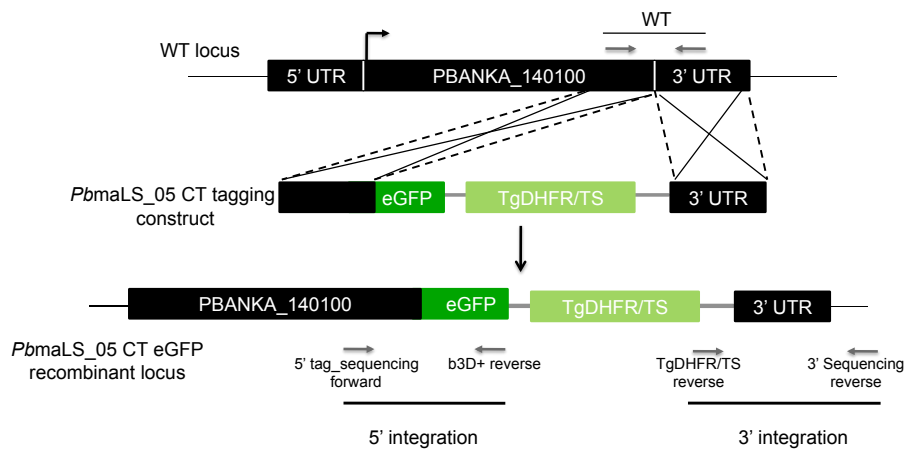 WT
WT locus
5’ UTR
PBANKA_140100
3’ UTR
PbmaLS_05 CT tagging
construct
eGFP
TgDHFR/TS
3’ UTR
PBANKA_140100
eGFP
TgDHFR/TS
3’ UTR
PbmaLS_05 CT eGFP
recombinant locus
5’ tag_sequencing
forward
b3D+ reverse
TgDHFR/TS
reverse
3’ Sequencing
reverse
5’ integration
3’ integration